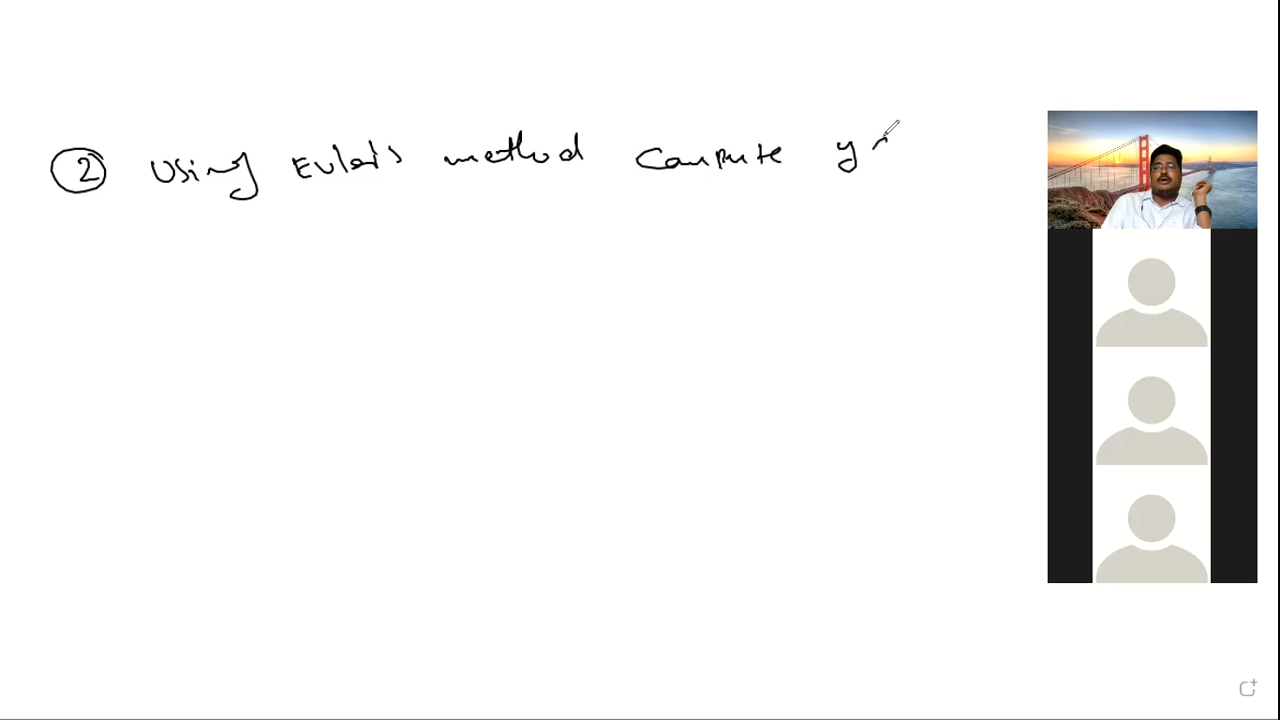 ② Using Euler's method Compute y